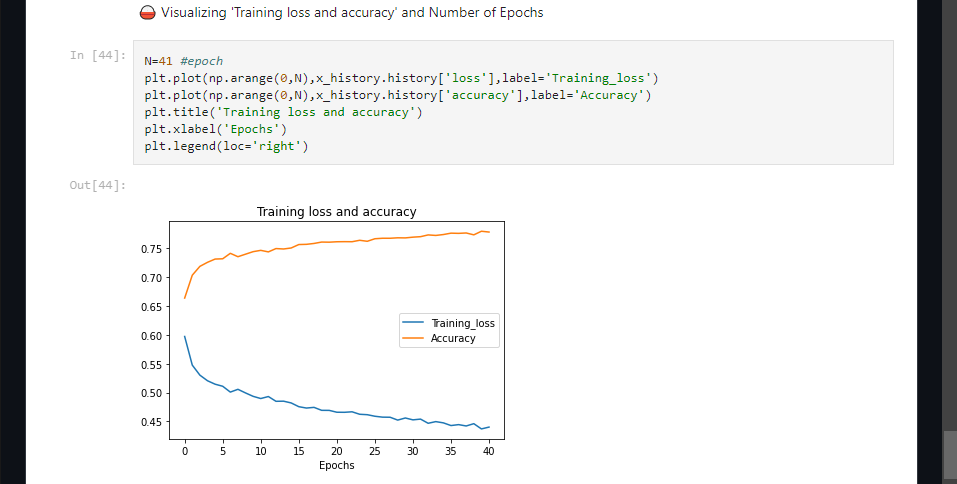 Visualizing 'Training loss and accuracy' and Number of Epochs
In [44]:
N=41 #epoch
plt.plot(np.arange(0,N),x_history.history['loss'],label='Training_loss')
plt.plot(np.arange(0,N),x_history.history['accuracy'],label='Accuracy')
plt.title('Training loss and accuracy')
plt.xlabel('Epochs')
plt.legend(loc='right')
Out[44]:
Training loss and accuracy
0.75
0.70
0.65
0.60
0.55
0.50
0.45
Training_loss
Accuracy
0 5 10 15 20 25 30 35 40
Epochs